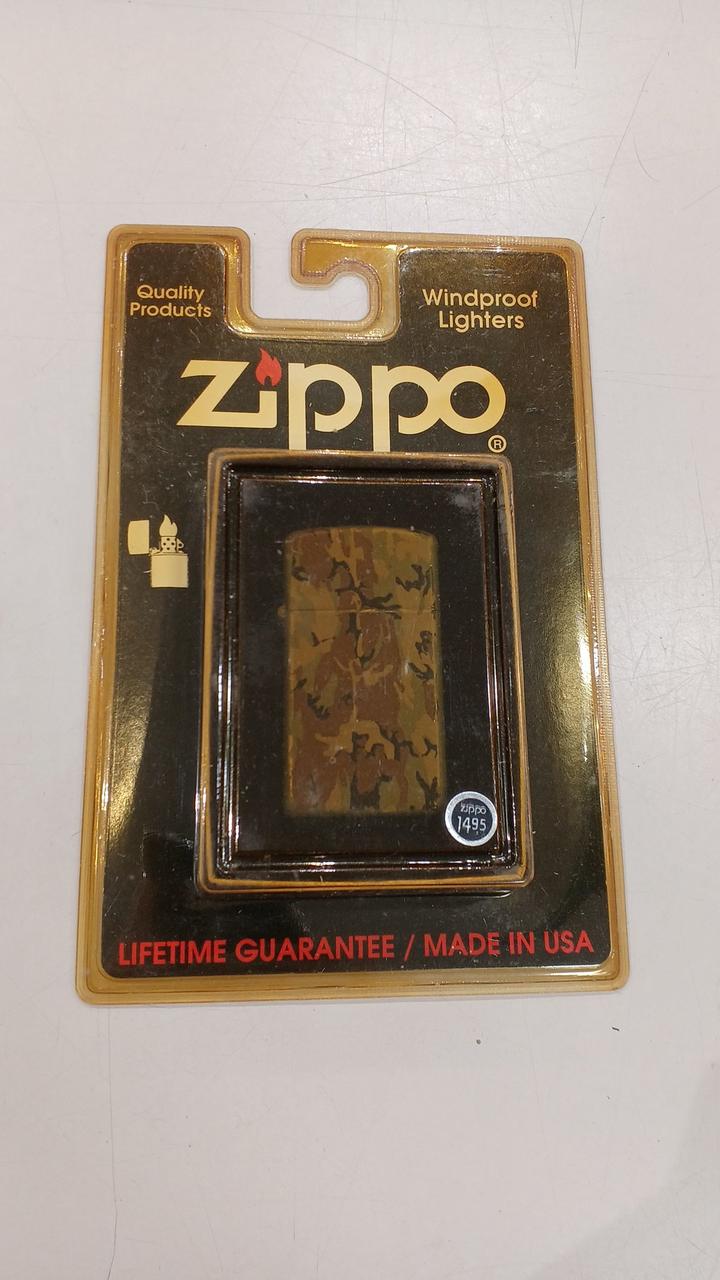 Quality
Products
Windproof
Lighters
zippo
®
zippo
1495
LIFETIME GUARANTEE / MADE IN USA